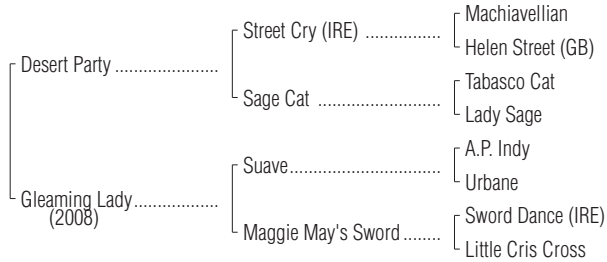 Machiavellian
Street Cry (IRE) ................
Helen Street (GB)
Desert Party ......................
Tabasco Cat
Sage Cat ..........................
Lady Sage
A.P. Indy
Suave................................
Urbane
Gleaming Lady..................
(2008)
Sword Dance (IRE)
Maggie May's Sword ........
Little Cris Cross